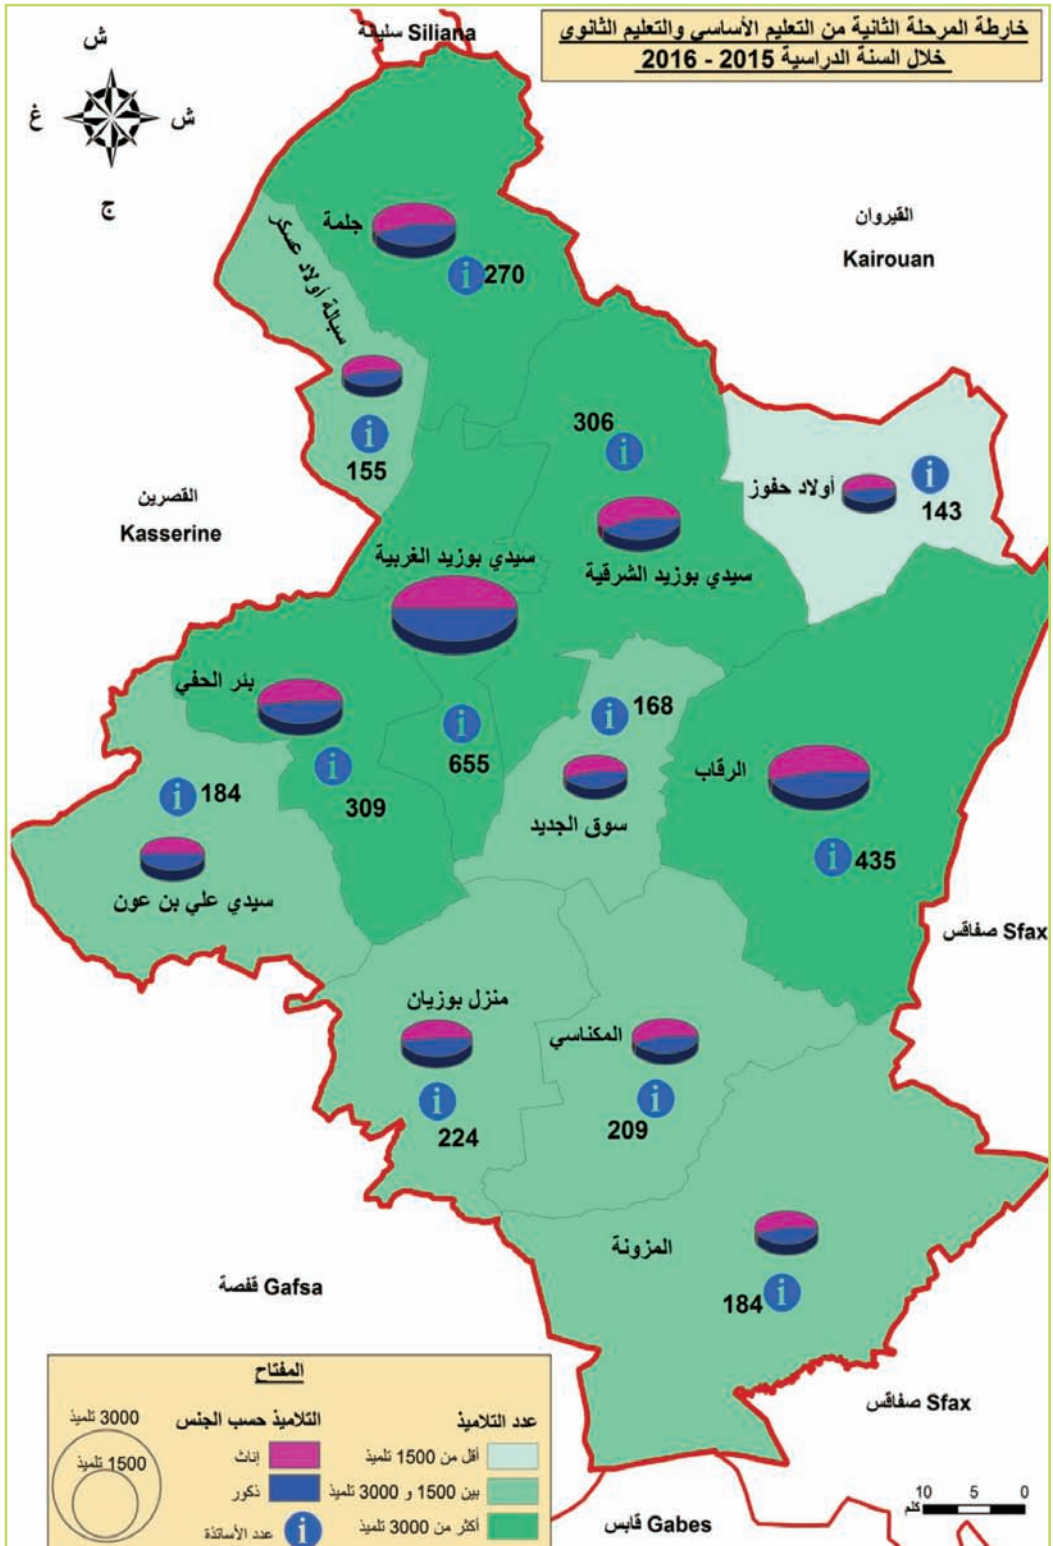 خارطة المرحلة الثانية من التعليم الأساسي والتعليم الثانوي
خلال السنة الدراسية 2015 - 2016
سليانة Siliana
ش
غ
ش
ج
القيروان
Kairouan
جلمة
270
سبالة أولاد عسكر
155
306
سيدي بوزيد الشرقية
أولاد حفوز
143
القصرين
Kasserine
سيدي بوزيد الغربية
655
بئر الحفي
309
168
سوق الجديد
الرقاب
435
184
سيدي علي بن عون
صفاقس Sfax
منزل بوزيان
224
المكناسي
209
المزونة
184
قفصة Gafsa
صفاقس Sfax
قابس Gabes
المفتاح
عدد التلاميذ
أقل من 1500 تلميذ
بين 1500 و 3000 تلميذ
أكثر من 3000 تلميذ
التلاميذ حسب الجنس
إناث
ذكور
عدد الأساتذة
3000 تلميذ
1500 تلميذ
10 5 0
كلم